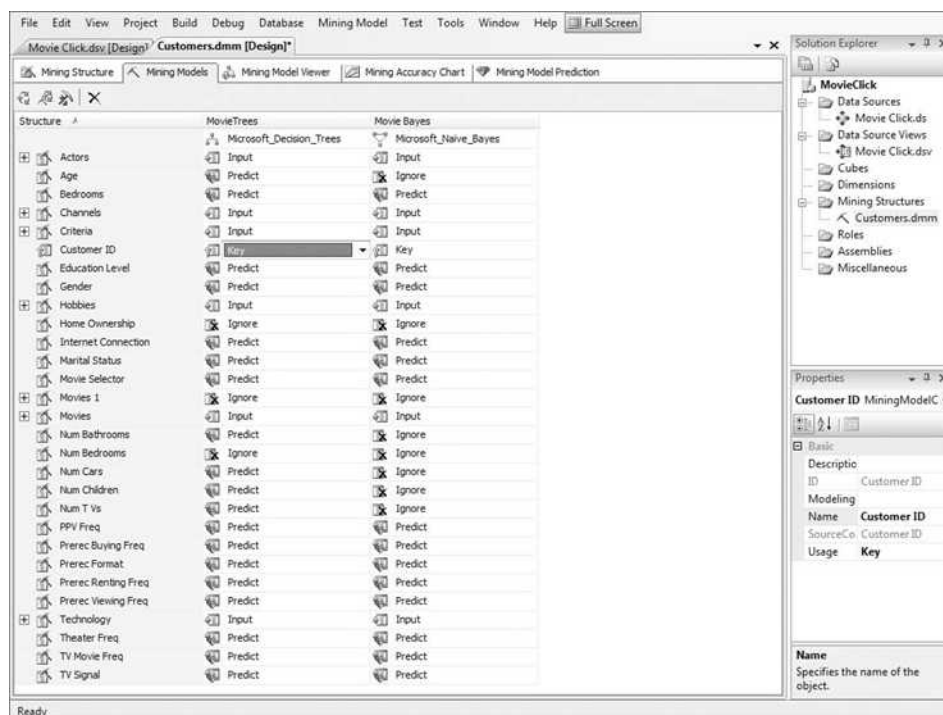 File Edit View Project Build Debug Database Mining Model Test Tools Window Help Full Screen
Movie Click.dsv [Design] Customers.dmm [Design]*
Mining Structure Mining Models Mining Model Viewer Mining Accuracy Chart Mining Model Prediction
Structure MovieTrees Movie Bayes
Microsoft_Decision_Trees Microsoft_Naive_Bayes
Actors Input Input
Age Predict Ignore
Bedrooms Predict Predict
Channels Input Input
Criteria Input Input
Customer ID Key Key
Education Level Predict Predict
Gender Predict Predict
Hobbies Input Input
Home Ownership Ignore Ignore
Internet Connection Predict Predict
Marital Status Predict Predict
Movie Selector Predict Predict
Movies 1 Ignore Ignore
Movies Input Input
Num Bathrooms Predict Ignore
Num Bedrooms Ignore Ignore
Num Cars Predict Ignore
Num Children Predict Ignore
Num T Vs Predict Ignore
PPV Freq Predict Predict
Prerec Buying Freq Predict Predict
Prerec Format Predict Predict
Prerec Renting Freq Predict Predict
Prerec Viewing Freq Predict Predict
Technology Input Input
Theater Freq Predict Predict
TV Movie Freq Predict Predict
TV Signal Predict Predict
Ready
Solution Explorer
MovieClick
Data Sources
Movie Click.ds
Data Source Views
Movie Click.dsv
Cubes
Dimensions
Mining Structures
Customers.dmm
Roles
Assemblies
Miscellaneous
Properties
Customer ID MiningModelC
Basic
Descriptio
ID Customer ID
Modeling
Name Customer ID
SourceCo Customer ID
Usage Key
Name
Specifies the name of the
object.